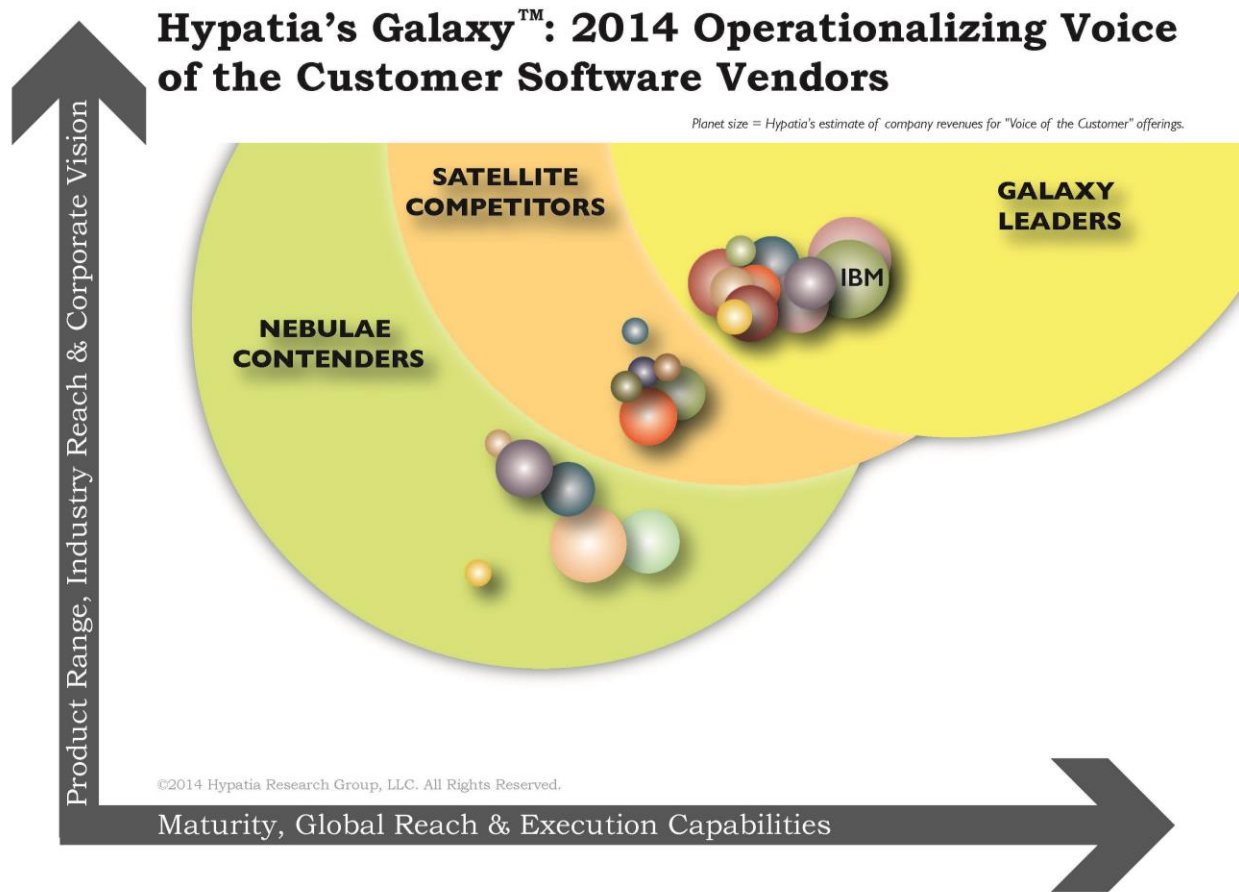 Hypatia's Galaxy™: 2014 Operationalizing Voice
of the Customer Software Vendors
Planet size = Hypatia's estimate of company revenues for "Voice of the Customer" offerings.
Product Range, Industry Reach & Corporate Vision
SATELLITE
COMPETITORS
GALAXY
LEADERS
IBM
NEBULAE
CONTENDERS
©2014 Hypatia Research Group, LLC. All Rights Reserved.
Maturity, Global Reach & Execution Capabilities